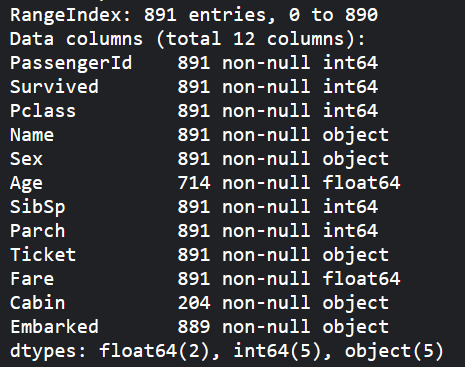 RangeIndex: 891 entries, 0 to 890
Data columns (total 12 columns):
PassengerId    891 non-null int64
Survived       891 non-null int64
Pclass         891 non-null int64
Name           891 non-null object
Sex            891 non-null object
Age            714 non-null float64
SibSp          891 non-null int64
Parch          891 non-null int64
Ticket         891 non-null object
Fare           891 non-null float64
Cabin          204 non-null object
Embarked       889 non-null object
dtypes: float64(2), int64(5), object(5)